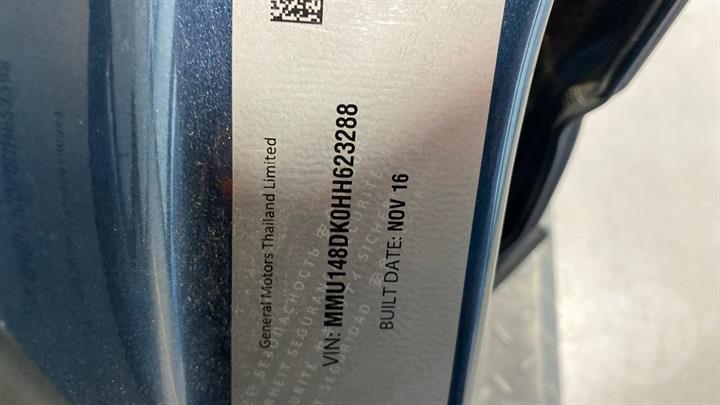 General Motors Thailand Limited
VIN: MMU148DK0HH623288
BUILT DATE: NOV 16